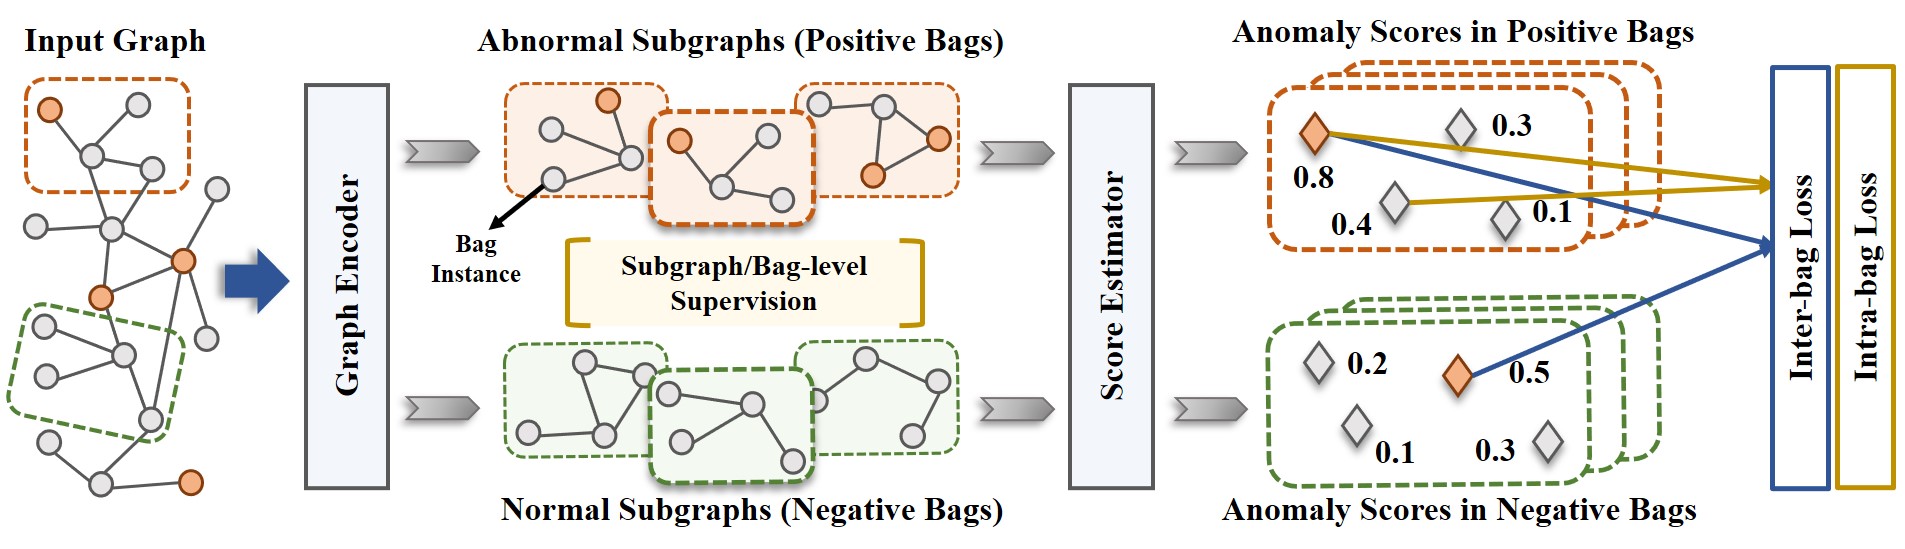 Input Graph
Graph Encoder
Abnormal Subgraphs (Positive Bags)
Bag
Instance
Subgraph/Bag-level
Supervision
Normal Subgraphs (Negative Bags)
Score Estimator
Anomaly Scores in Positive Bags
0.8
0.3
0.4
0.1
0.2
0.5
0.1
0.3
Anomaly Scores in Negative Bags
Inter-bag Loss
Intra-bag Loss